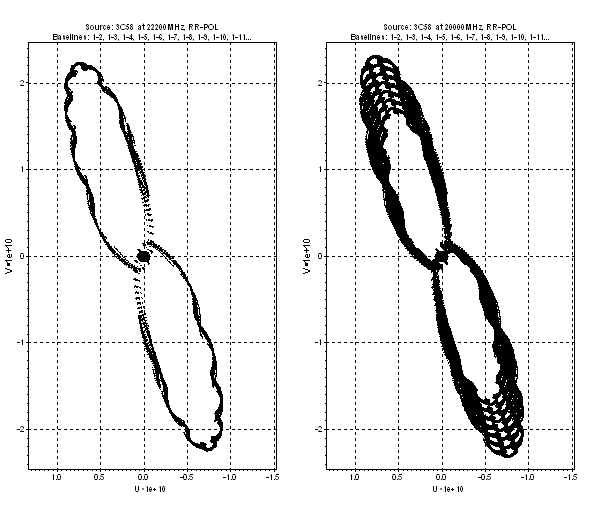 Source: 3C58 at 22200 MHz, RR-POL
Baselines: 1-2, 1-3, 1-4, 1-5, 1-6, 1-7, 1-8, 1-9, 1-10, 1-11...
2
1
0
-1
-2
V *1e+10
1.0 0.5 0.0 -0.5 -1.0 -1.5
U *1e+10
Source: 3C58 at 20000 MHz, RR-POL
Baselines: 1-2, 1-3, 1-4, 1-5, 1-6, 1-7, 1-8, 1-9, 1-10, 1-11...
2
1
0
-1
-2
V *1e+10
1.0 0.5 0.0 -0.5 -1.0 -1.5
U *1e+10